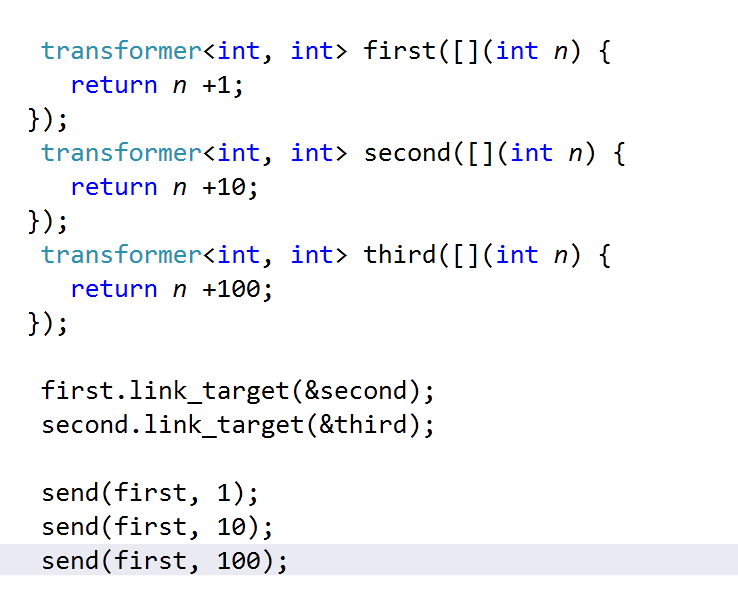 transformer<int, int> first([](int n) {
return n +1;
});
transformer<int, int> second([](int n) {
return n +10;
});
transformer<int, int> third([](int n) {
return n +100;
});
first.link_target(&second);
second.link_target(&third);
send(first, 1);
send(first, 10);
send(first, 100);